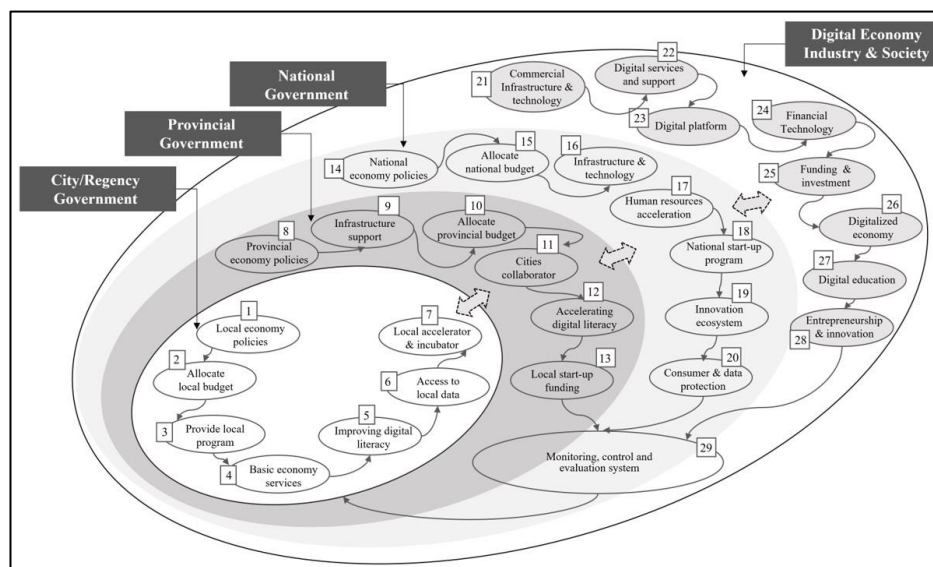 Digital Economy
Industry & Society
National
Government
Provincial
Government
City/Regency
Government
21
Commercial
Infrastructure &
technology
22
Digital services
and support
23
Digital platform
24
Financial
Technology
25
Funding &
investment
26
Digitalized
economy
27
Digital education
28
Entrepreneurship
& innovation
14
National
economy policies
15
Allocate
national budget
16
Infrastructure &
technology
17
Human resources
acceleration
18
National start-up
program
19
Innovation
ecosystem
20
Consumer & data
protection
8
Provincial
economy policies
9
Infrastructure
support
10
Allocate
provincial budget
11
Cities
collaborator
12
Accelerating
digital literacy
13
Local start-up
funding
1
Local economy
policies
2
Allocate
local budget
3
Provide local
program
4
Basic economy
services
5
Improving digital
literacy
6
Access to
local data
7
Local accelerator
& incubator
29
Monitoring, control and
evaluation system